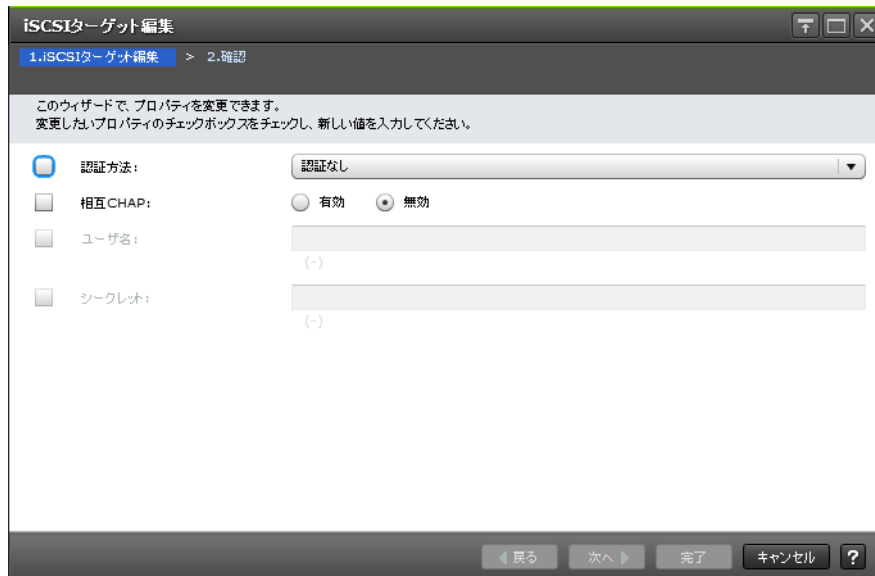 iSCSIターゲット編集
1.iSCSIターゲット編集 > 2.確認
このウィザードで、プロパティを変更できます。
変更したいプロパティのチェックボックスをチェックし、新しい値を入力してください。
認証方法: 認証なし
相互CHAP: 有効 無効
ユーザ名:
(-)
シークレット:
(-)
戻る 次へ 完了 キャンセル ?